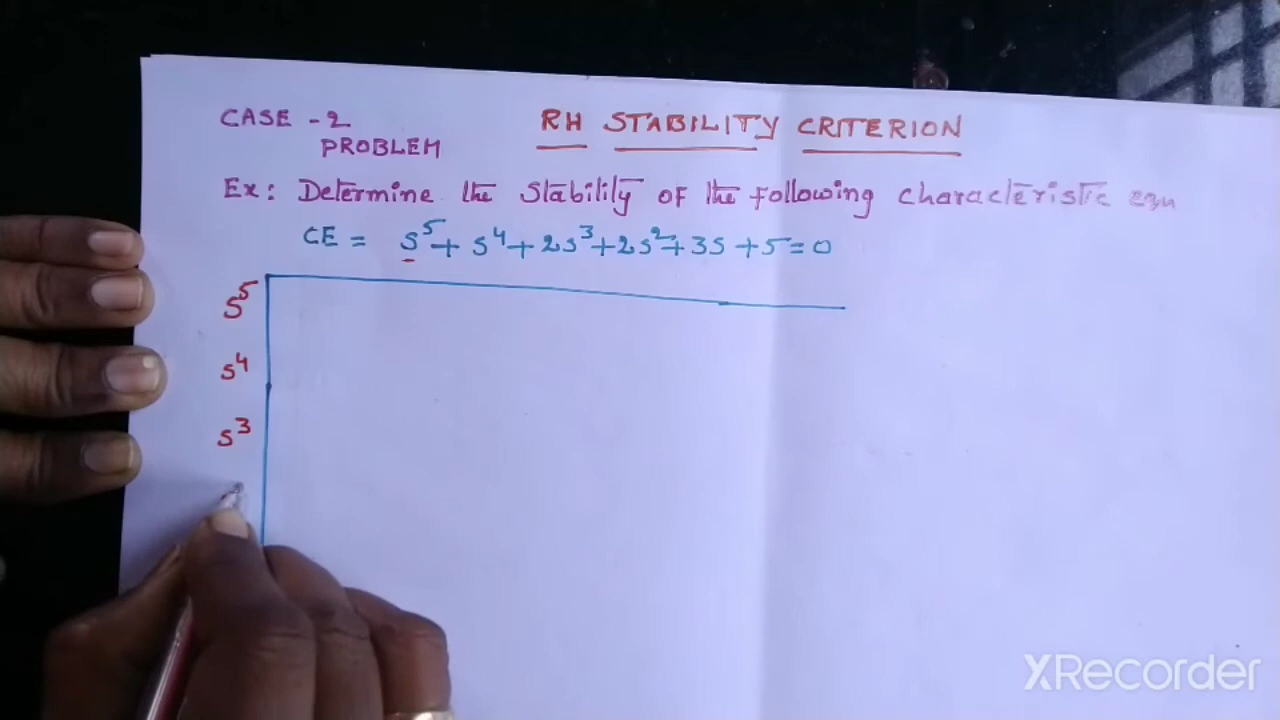 CASE - 2 RH STABILITY CRITERION
PROBLEM
Ex: Determine the Stability of the following characteristic eqn
CE = s⁵ + s⁴ + 2s³ + 2s² + 3s + 5 = 0
s⁵
s⁴
s³
XRecorder